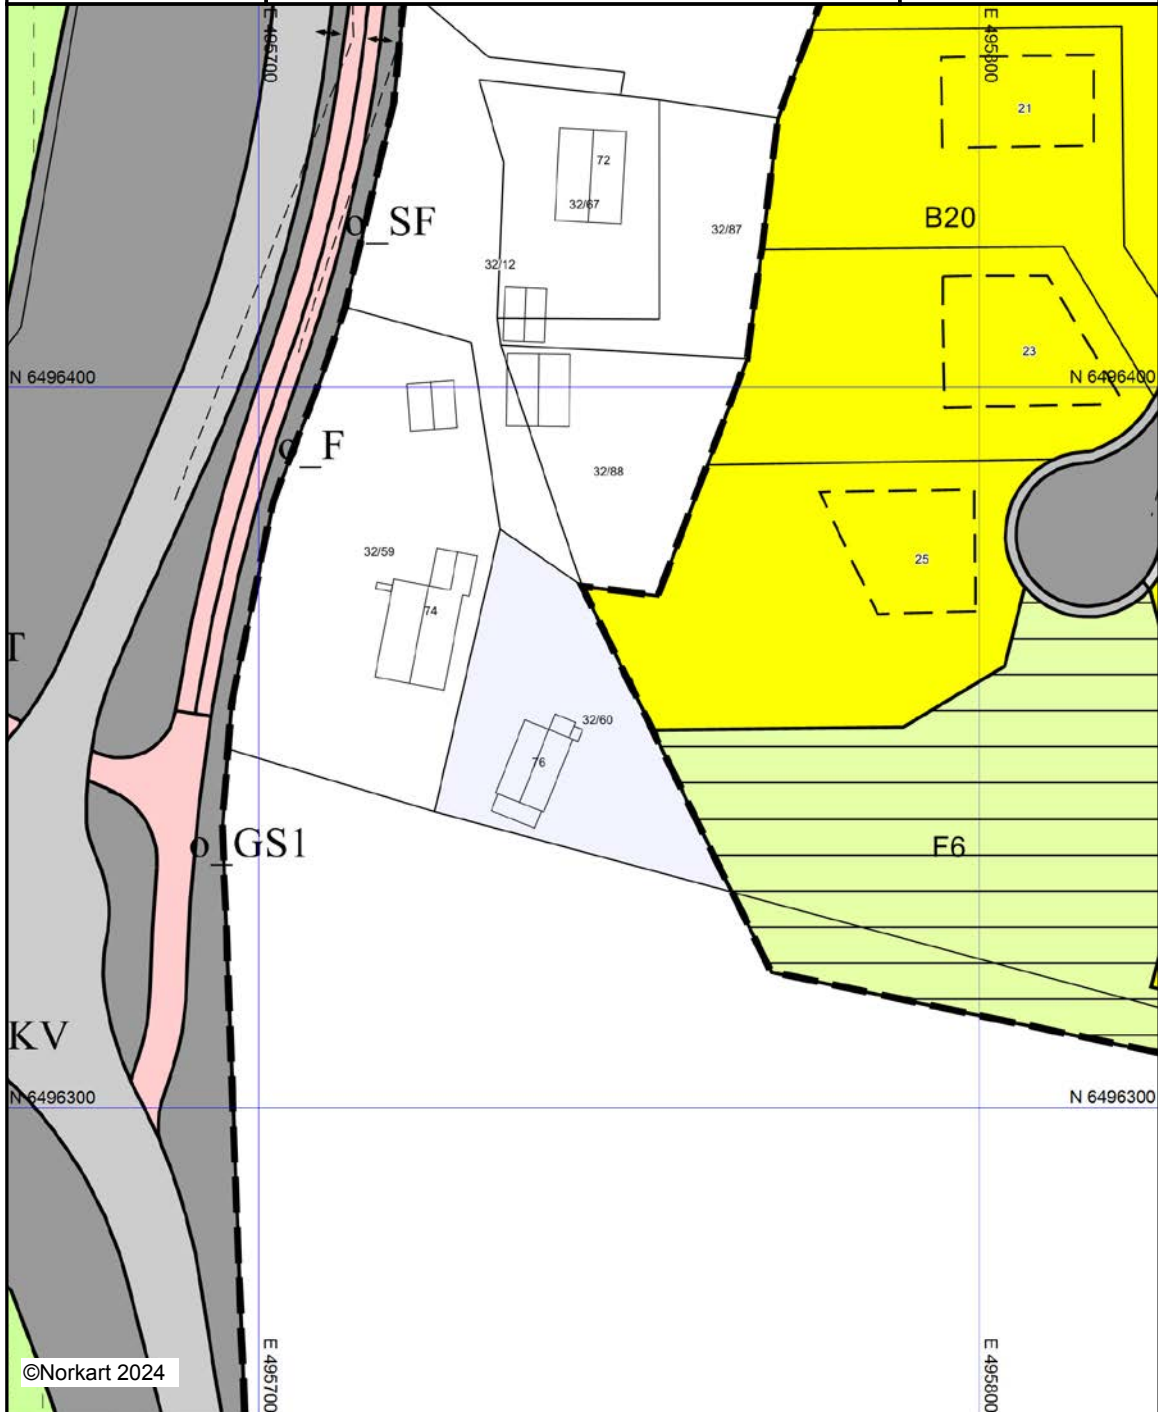 E 495700
E 495800
21
72
32/67
o_SF
B20
32/87
32/12
23
N 6496400
N 6496400
o_F
32/88
32/59
25
74
T
32/60
76
o_GS1
F6
KV
N 6496300
N 6496300
E 495700
E 495800
©Norkart 2024